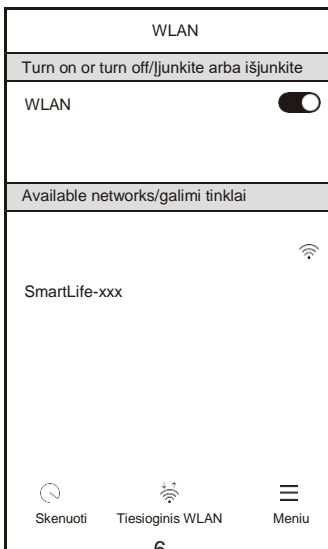 WLAN
Turn on or turn off/Įjunkite arba išjunkite
WLAN
Available networks/galimi tinklai
SmartLife-xxx
Skenuoti Tiesioginis WLAN Meniu
6